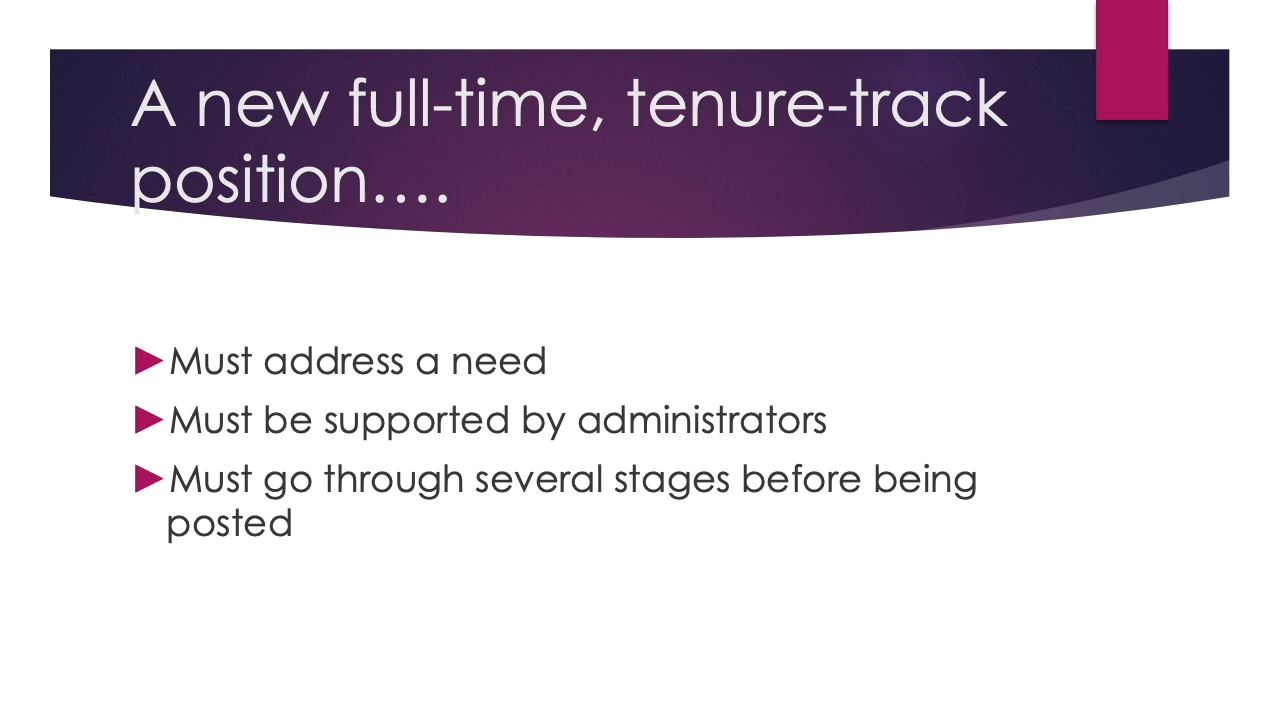 A new full-time, tenure-track
position….
►Must address a need
►Must be supported by administrators
►Must go through several stages before being
posted